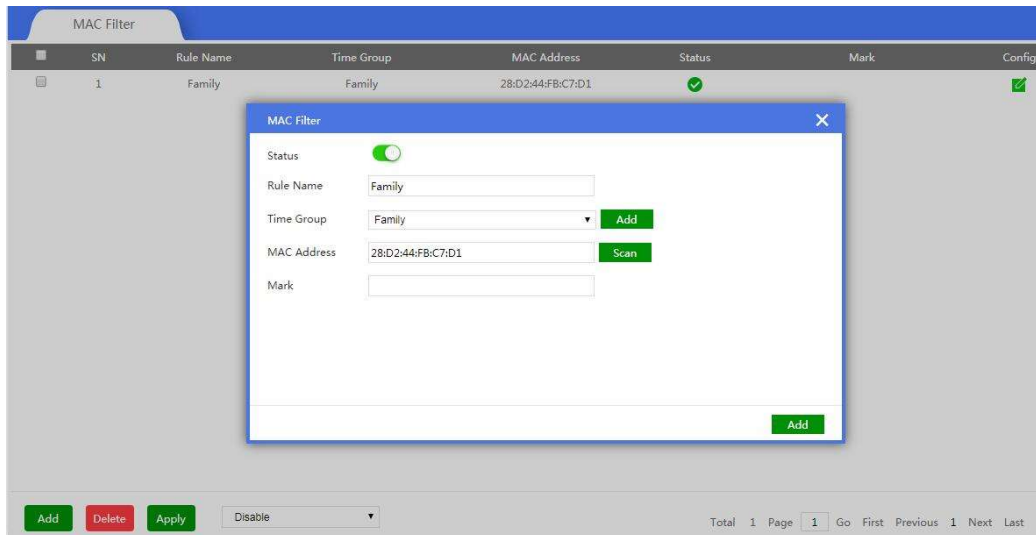 MAC Filter
SN Rule Name Time Group MAC Address Status Mark Config
1 Family Family 28:D2:44:FB:C7:D1
MAC Filter
Status
Rule Name Family
Time Group Family Add
MAC Address 28:D2:44:FB:C7:D1 Scan
Mark
Add
Add Delete Apply Disable Total 1 Page 1 Go First Previous 1 Next Last